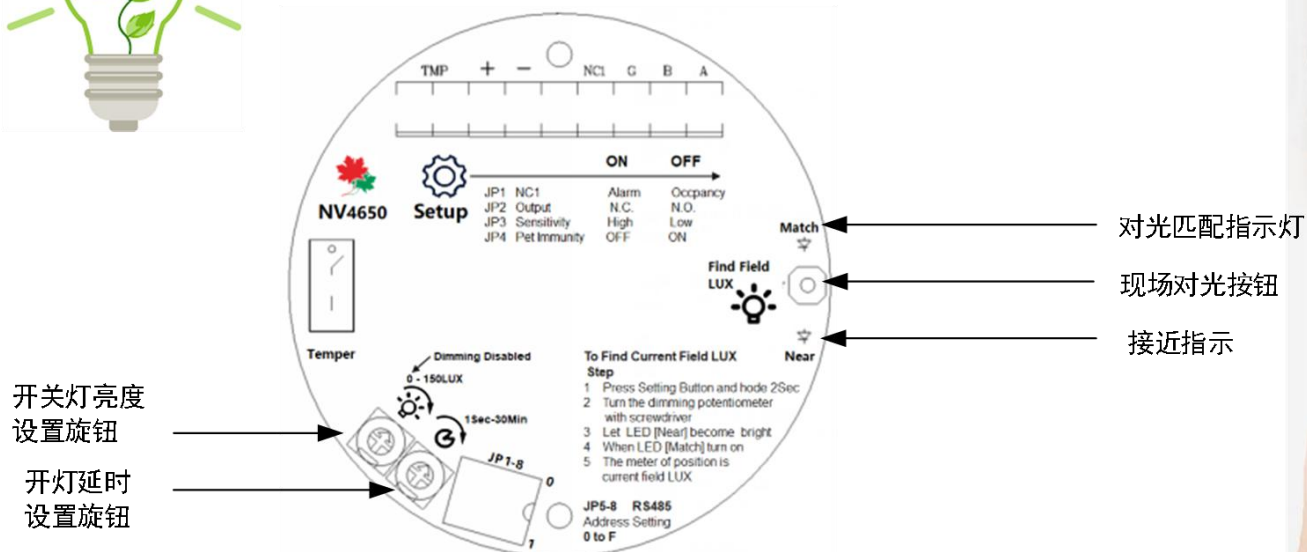 TMP + − NC1 G B A
ON OFF
JP1 NC1 Alarm Occpancy
JP2 Output N.C. N.O.
JP3 Sensitivity High Low
JP4 Pet Immunity OFF ON
NV4650
Setup
Match
对光匹配指示灯
Find Field
LUX
现场对光按钮
Near
接近指示
Temper
Dimming Disabled
0 - 150LUX
1Sec-30Min
开关灯亮度
设置旋钮
开灯延时
设置旋钮
JP1-8
0
1
To Find Current Field LUX
Step
1 Press Setting Button and hode 2Sec
2 Turn the dimming potentiometer
with screwdriver
3 Let LED [Near] become bright
4 When LED [Match] turn on
5 The meter of position is
current field LUX
JP5-8 RS485
Address Setting
0 to F